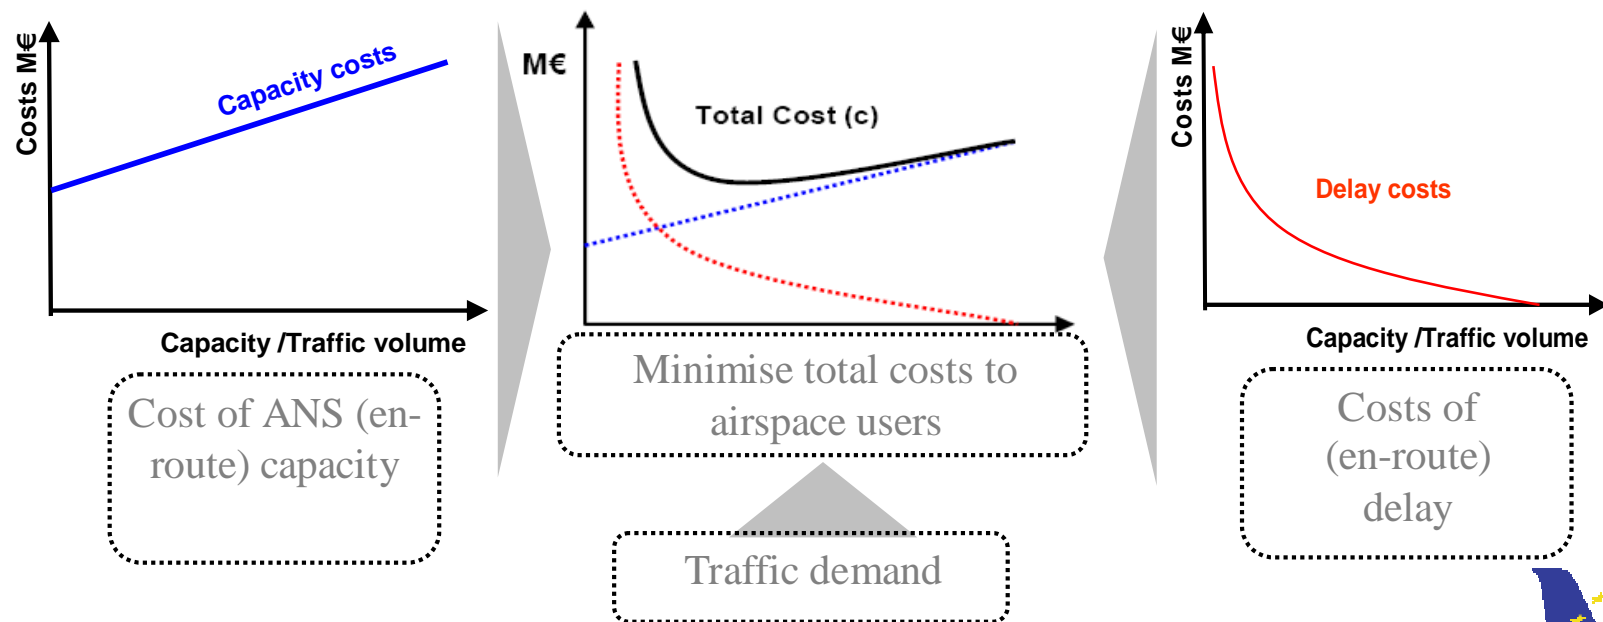 Costs M€
Capacity costs
Capacity /Traffic volume
Cost of ANS (en-
route) capacity
M€
Total Cost (c)
Minimise total costs to
airspace users
Traffic demand
Costs M€
Delay costs
Capacity /Traffic volume
Costs of
(en-route)
delay